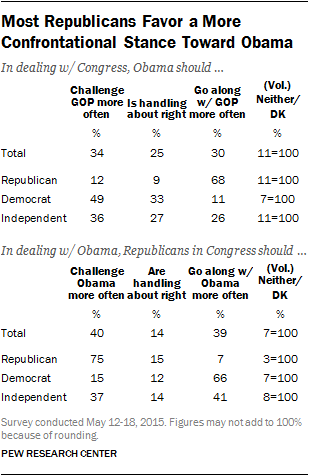 Most Republicans Favor a More
Confrontational Stance Toward Obama
In dealing w/ Congress, Obama should ...
Challenge GOP more often Is handling about right Go along w/ GOP more often (Vol.) Neither/ DK
% % % %
Total 34 25 30 11=100
Republican 12 9 68 11=100
Democrat 49 33 11 7=100
Independent 36 27 26 11=100
In dealing w/ Obama, Republicans in Congress should ...
Challenge Obama more often Are handling about right Go along w/ Obama more often (Vol.) Neither/ DK
% % % %
Total 40 14 39 7=100
Republican 75 15 7 3=100
Democrat 15 12 66 7=100
Independent 37 14 41 8=100
Survey conducted May 12-18, 2015. Figures may not add to 100%
because of rounding.
PEW RESEARCH CENTER